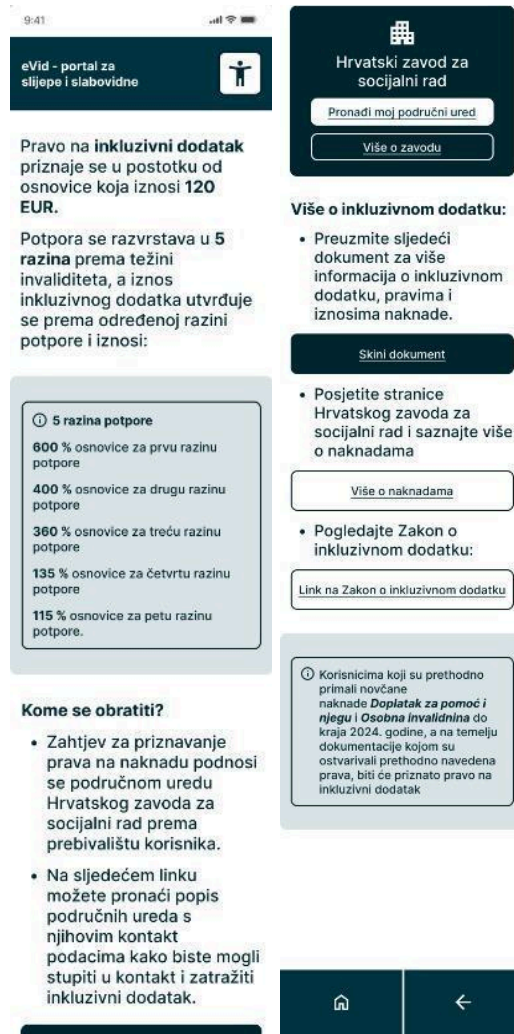 9:41
eVid - portal za
slijepe i slabovidne
Pravo na inkluzivni dodatak
priznaje se u postotku od
osnovice koja iznosi 120
EUR.
Potpora se razvrstava u 5
razina prema težini
invaliditeta, a iznos
inkluzivnog dodatka utvrđuje
se prema određenoj razini
potpore i iznosi:
5 razina potpore
600 % osnovice za prvu razinu
potpore
400 % osnovice za drugu razinu
potpore
360 % osnovice za treću razinu
potpore
135 % osnovice za četvrtu razinu
potpore
115 % osnovice za petu razinu
potpore.
Kome se obratiti?
• Zahtjev za priznavanje
prava na naknadu podnosi
se područnom uredu
Hrvatskog zavoda za
socijalni rad prema
prebivalištu korisnika.
• Na sljedećem linku
možete pronaći popis
područnih ureda s
njihovim kontakt
podacima kako biste mogli
stupiti u kontakt i zatražiti
inkluzivni dodatak.
Hrvatski zavod za
socijalni rad
Pronađi moj područni ured
Više o zavodu
Više o inkluzivnom dodatku:
• Preuzmite sljedeći
dokument za više
informacija o inkluzivnom
dodatku, pravima i
iznosima naknade.
Skini dokument
• Posjetite stranice
Hrvatskog zavoda za
socijalni rad i saznajte više
o naknadama
Više o naknadama
• Pogledajte Zakon o
inkluzivnom dodatku:
Link na Zakon o inkluzivnom dodatku
Korisnicima koji su prethodno
primali novčane
naknade Doplatak za pomoć i
njegu i Osobna invalidnina do
kraja 2024. godine, a na temelju
dokumentacije kojom su
ostvarivali prethodno navedena
prava, biti će priznato pravo na
inkluzivni dodatak